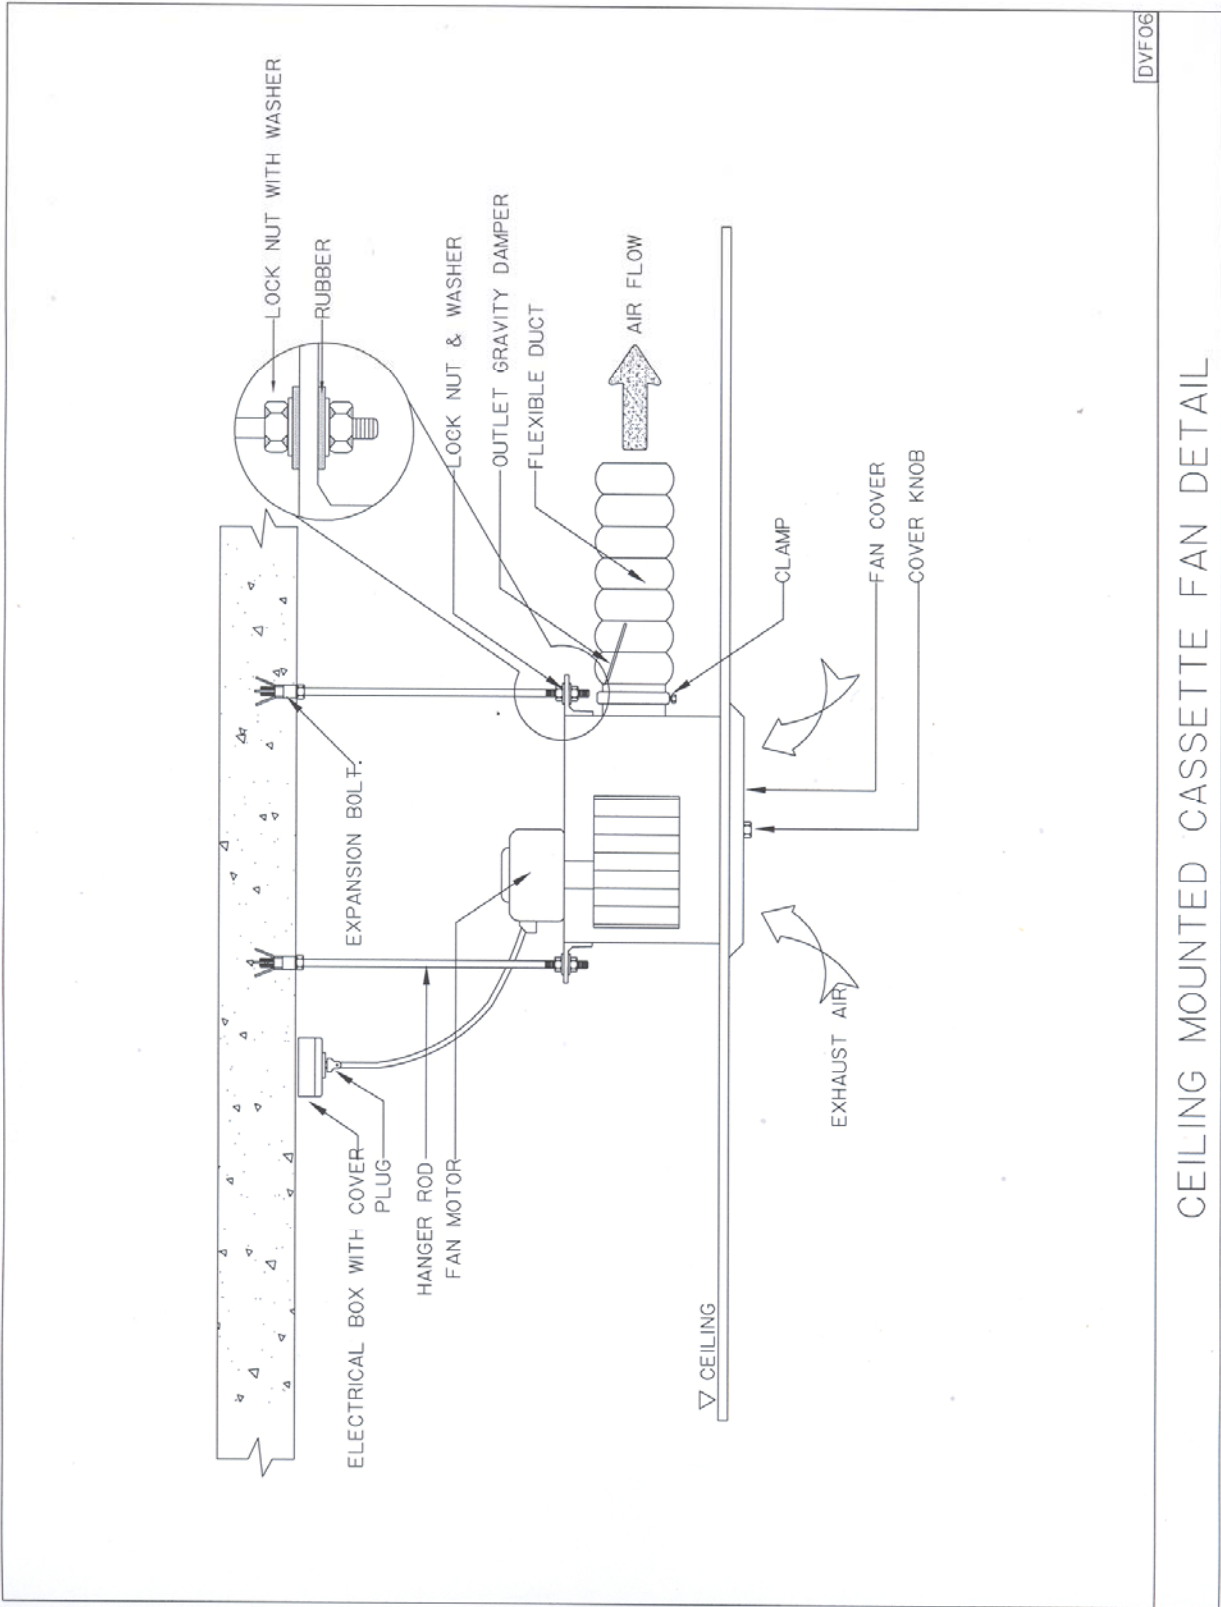 LOCK NUT WITH WASHER
RUBBER
LOCK NUT & WASHER
OUTLET GRAVITY DAMPER
FLEXIBLE DUCT
AIR FLOW
EXPANSION BOLT.
CLAMP
FAN COVER
COVER KNOB
ELECTRICAL BOX WITH COVER
PLUG
HANGER ROD
FAN MOTOR
EXHAUST AIR
CEILING
DVF06
CEILING MOUNTED CASSETTE FAN DETAIL